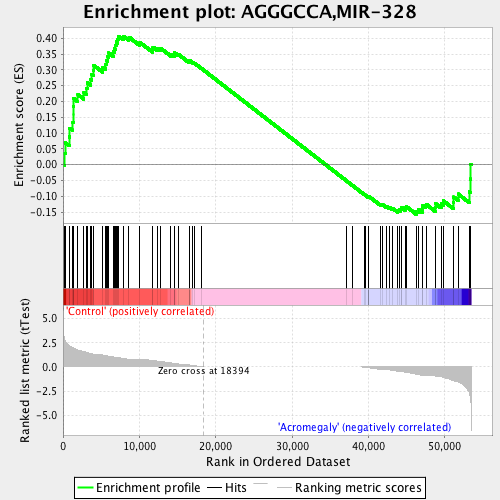 Enrichment plot: AGGGCCA,MIR-328
Enrichment score (ES)
0.40
0.35
0.30
0.25
0.20
0.15
0.10
0.05
0.00
-0.05
-0.10
-0.15
'Control' (positively correlated)
Ranked list metric (tTest)
5.0
2.5
0.0
-2.5
-5.0
Zero cross at 18394
'Acromegaly' (negatively correlated)
0
10,000
20,000
30,000
40,000
50,000
Rank in Ordered Dataset
Enrichment profile
Hits
Ranking metric scores